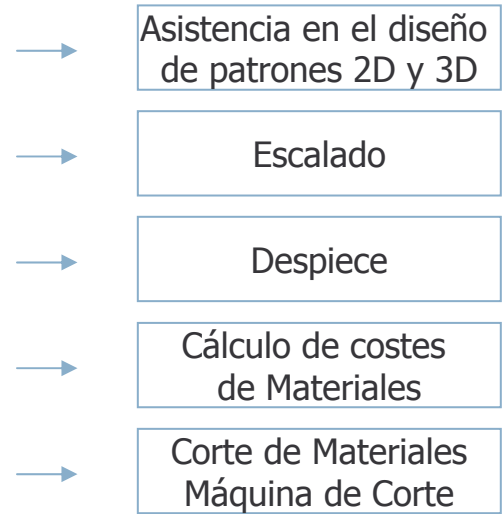 Asistencia en el diseño
de patrones 2D y 3D
Escalado
Despiece
Cálculo de costes
de Materiales
Corte de Materiales
Máquina de Corte